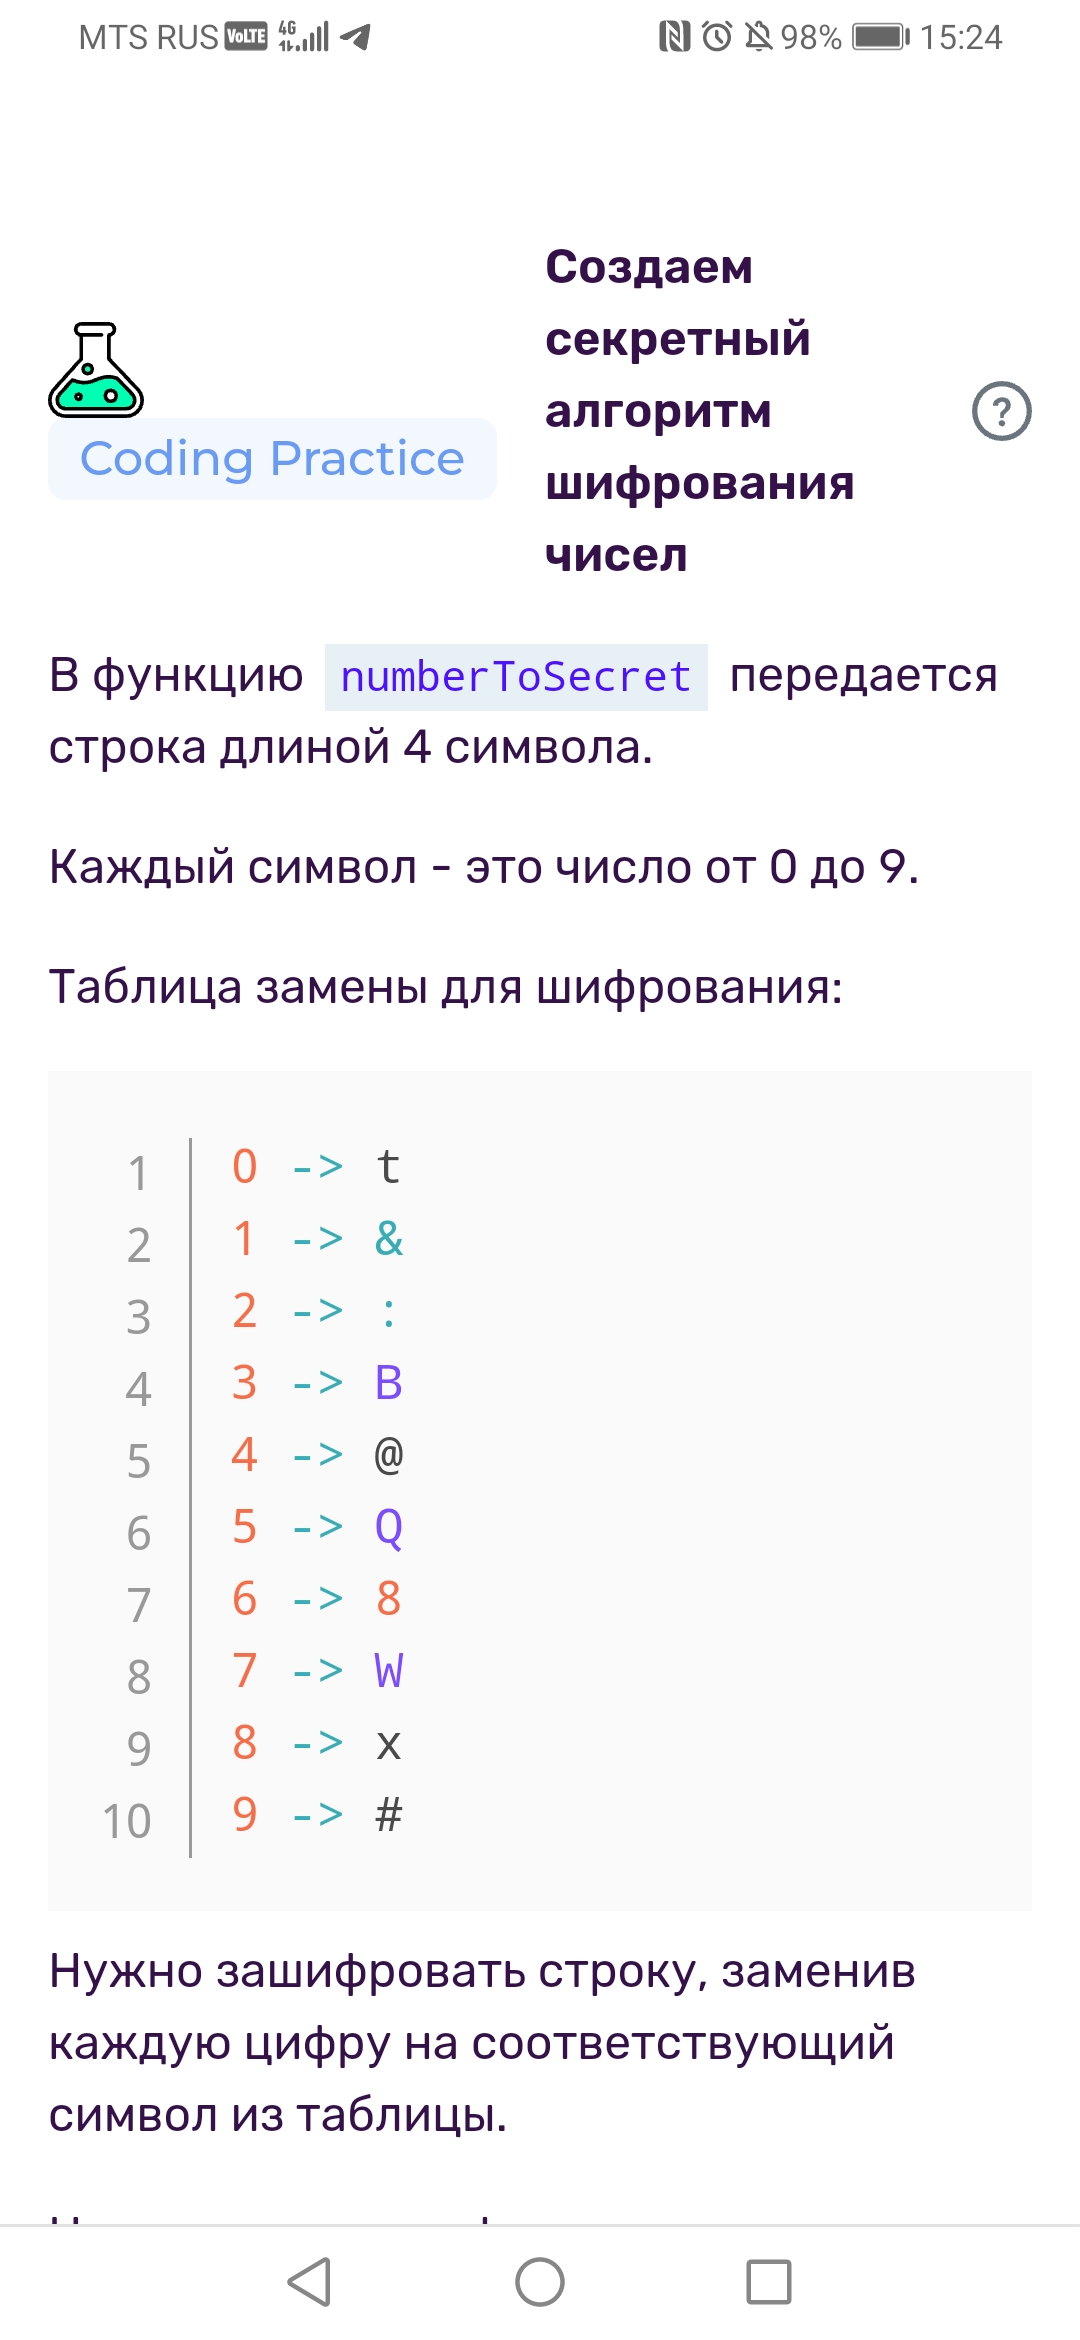 MTS RUS VoLTE 4G 98% 15:24
Создаем
секретный
алгоритм
шифрования
чисел
?
Coding Practice
В функцию numberToSecret передается
строка длиной 4 символа.
Каждый символ - это число от 0 до 9.
Таблица замены для шифрования:
1 0 -> t
2 1 -> &
3 2 -> :
4 3 -> B
5 4 -> @
6 5 -> Q
7 6 -> 8
8 7 -> W
9 8 -> x
10 9 -> #
Нужно зашифровать строку, заменив
каждую цифру на соответствующий
символ из таблицы.